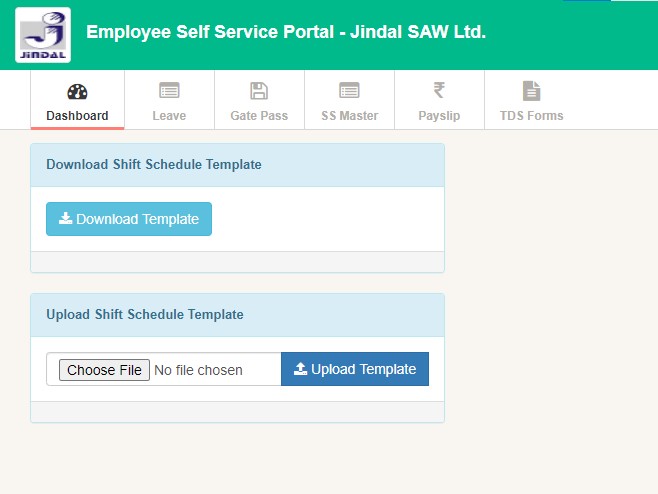 JINDAL
Employee Self Service Portal - Jindal SAW Ltd.
Dashboard
Leave
Gate Pass
SS Master
Payslip
TDS Forms
Download Shift Schedule Template
Download Template
Upload Shift Schedule Template
Choose File No file chosen
Upload Template